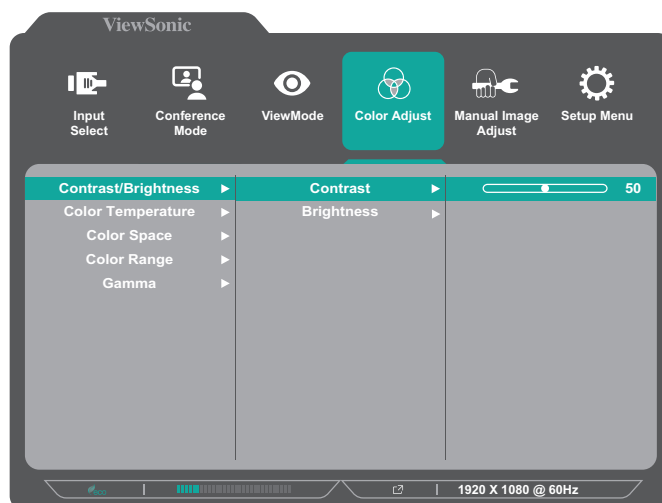 ViewSonic
Input Select
Conference Mode
ViewMode
Color Adjust
Manual Image Adjust
Setup Menu
Contrast/Brightness
Contrast
50
Color Temperature
Brightness
Color Space
Color Range
Gamma
eco
1920 X 1080 @ 60Hz